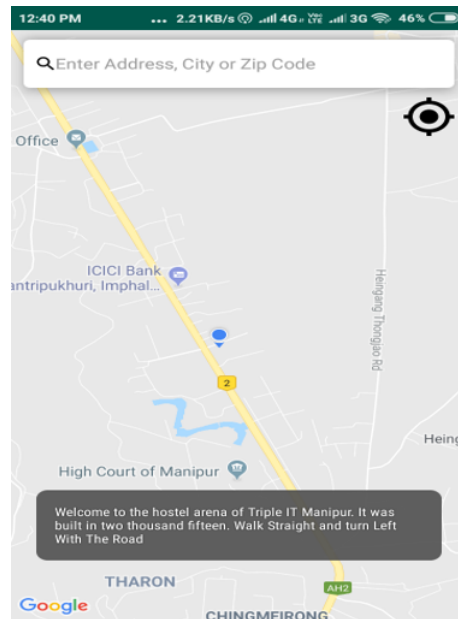 12:40 PM ... 2.21KB/s 4G VoLTE 3G 46%
Enter Address, City or Zip Code
Office
ICICI Bank
antripukhuri, Imphal...
Heingang Thongjao Rd
2
Heing
High Court of Manipur
Welcome to the hostel arena of Triple IT Manipur. It was
built in two thousand fifteen. Walk Straight and turn Left
With The Road
THARON
AH2
Google
CHINGMEIRONG